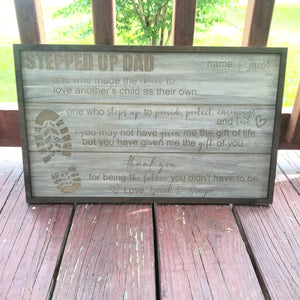 STEPPED UP DAD
name
one who made the choice to
love another's child as their own
one who steps up to provide, protect, encourage,
and love
you may not have given me the gift of life
but you have given me the gift of you
thank you
for being the father you didn't have to be
Love,